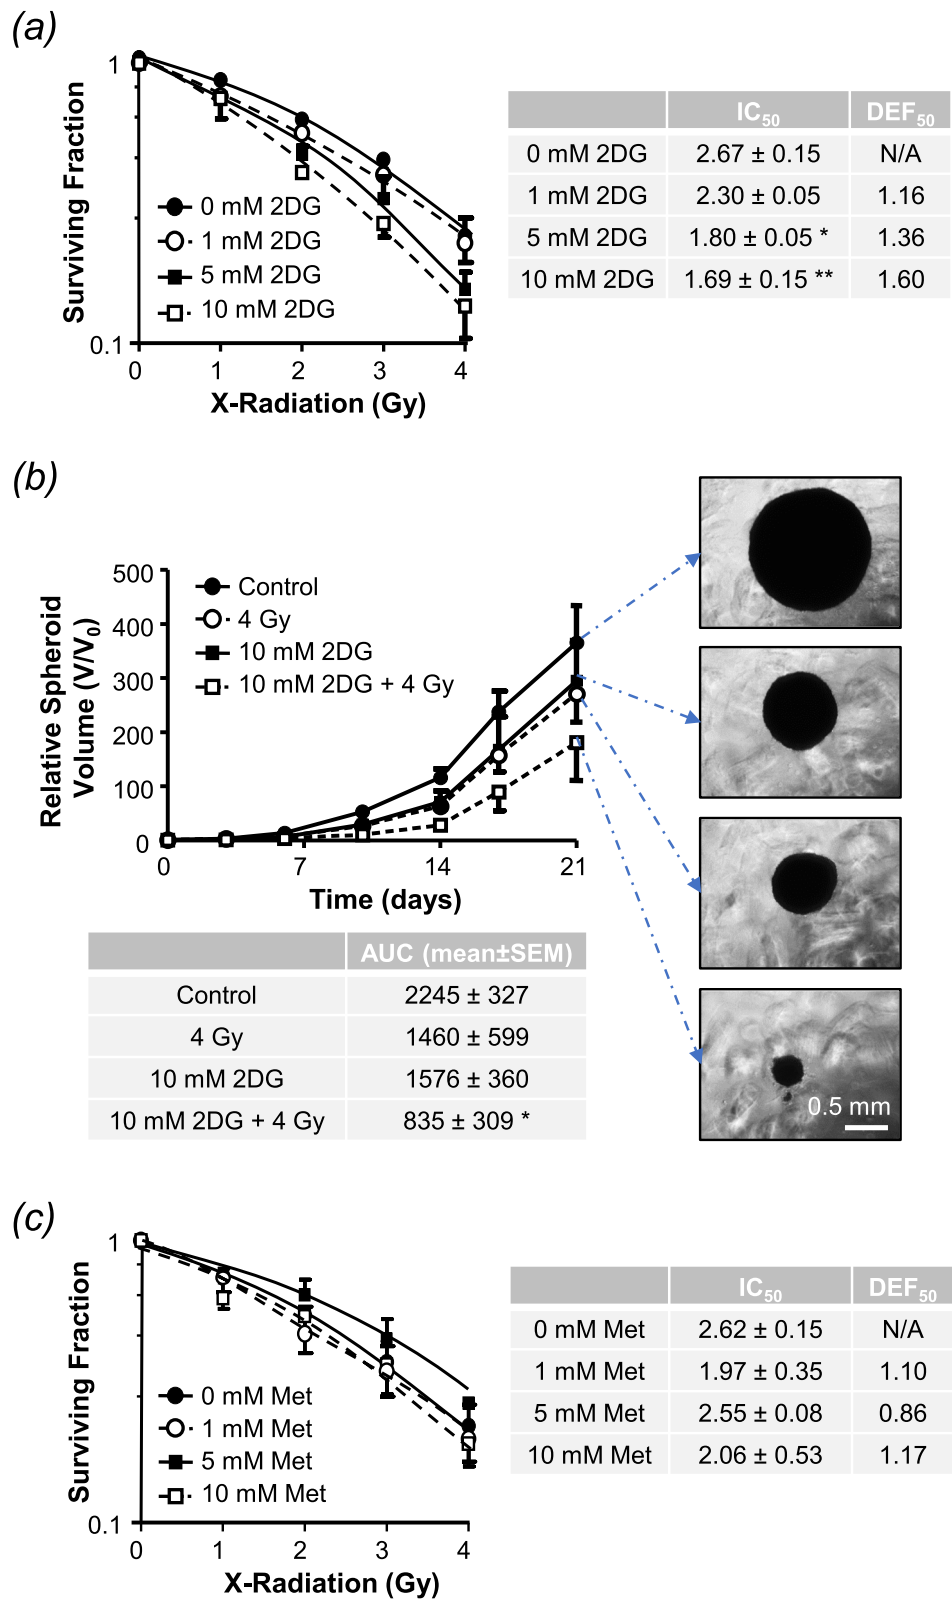 (a)
1
0.1
Surviving Fraction
0 mM 2DG
1 mM 2DG
5 mM 2DG
10 mM 2DG
0 1 2 3 4
X-Radiation (Gy)
IC50 DEF50
0 mM 2DG 2.67 ± 0.15 N/A
1 mM 2DG 2.30 ± 0.05 1.16
5 mM 2DG 1.80 ± 0.05 * 1.36
10 mM 2DG 1.69 ± 0.15 ** 1.60
(b)
500
400
300
200
100
0
Relative Spheroid
Volume (V/V0)
Control
4 Gy
10 mM 2DG
10 mM 2DG + 4 Gy
0 7 14 21
Time (days)
AUC (mean±SEM)
Control 2245 ± 327
4 Gy 1460 ± 599
10 mM 2DG 1576 ± 360
10 mM 2DG + 4 Gy 835 ± 309 *
0.5 mm
(c)
1
0.1
Surviving Fraction
0 mM Met
1 mM Met
5 mM Met
10 mM Met
0 1 2 3 4
X-Radiation (Gy)
IC50 DEF50
0 mM Met 2.62 ± 0.15 N/A
1 mM Met 1.97 ± 0.35 1.10
5 mM Met 2.55 ± 0.08 0.86
10 mM Met 2.06 ± 0.53 1.17